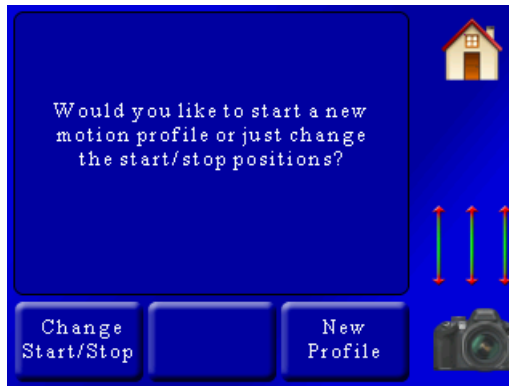 Would you like to start a new
motion profile or just change
the start/stop positions?
Change
Start/Stop
New
Profile